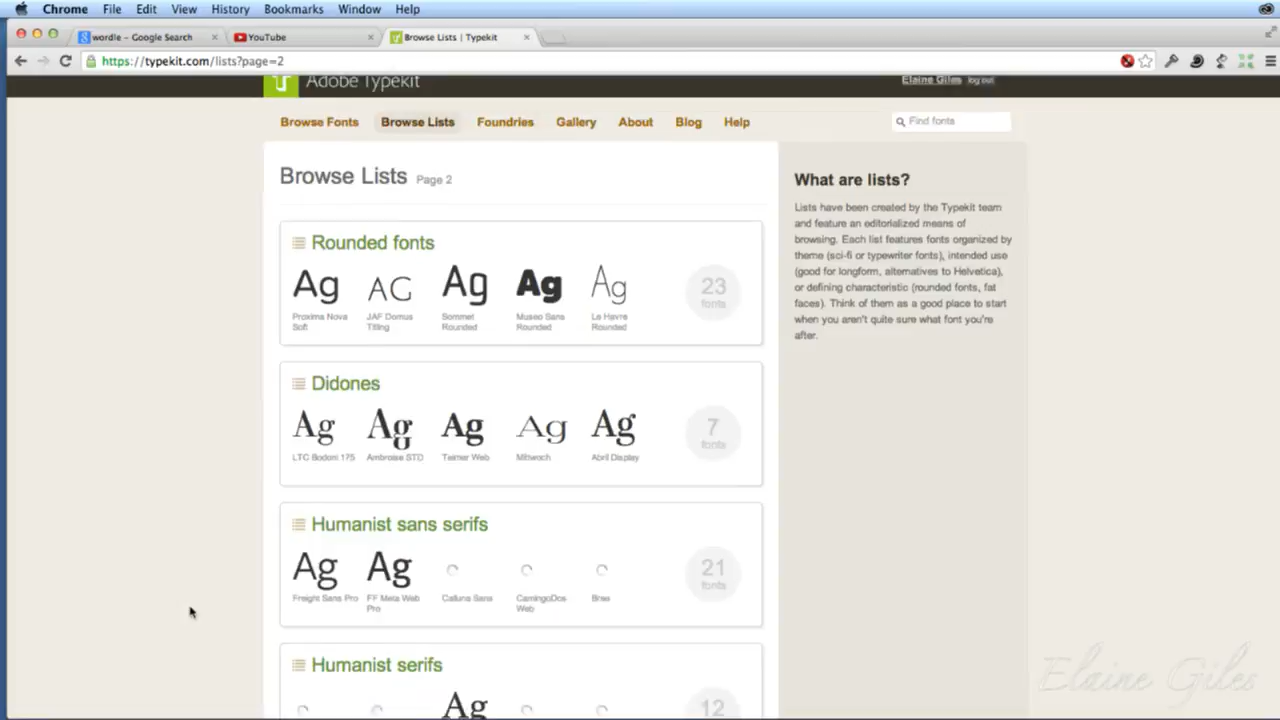 Chrome File Edit View History Bookmarks Window Help
wordle - Google Search
YouTube
Browse Lists | Typekit
https://typekit.com/lists?page=2
Adobe Typekit
Elaine Giles log out
Browse Fonts Browse Lists Foundries Gallery About Blog Help
Find fonts
Browse Lists Page 2
Rounded fonts
Ag AG Ag Ag Ag
23
fonts
Proxima Nova
Soft
JAF Domus
Titling
Sommet
Rounded
Museo Sans
Rounded
Le Havre
Rounded
Didones
Ag Ag Ag Ag Ag
7
fonts
LTC Bodoni 175
Ambroise STD
Mittwoch
Abril Display
Humanist sans serifs
Ag Ag
21
fonts
Freight Sans Pro
FF Meta Web
Pro
Calluna Sans
CamingoDos
Web
Bree
Humanist serifs
Ag
12
What are lists?
Lists have been created by the Typekit team
and feature an editorialized means of
browsing. Each list features fonts organized by
theme (sci-fi or typewriter fonts), intended use
(good for longform, alternatives to Helvetica),
or defining characteristic (rounded fonts, fat
faces). Think of them as a good place to start
when you aren't quite sure what font you're
after.
Elaine Giles